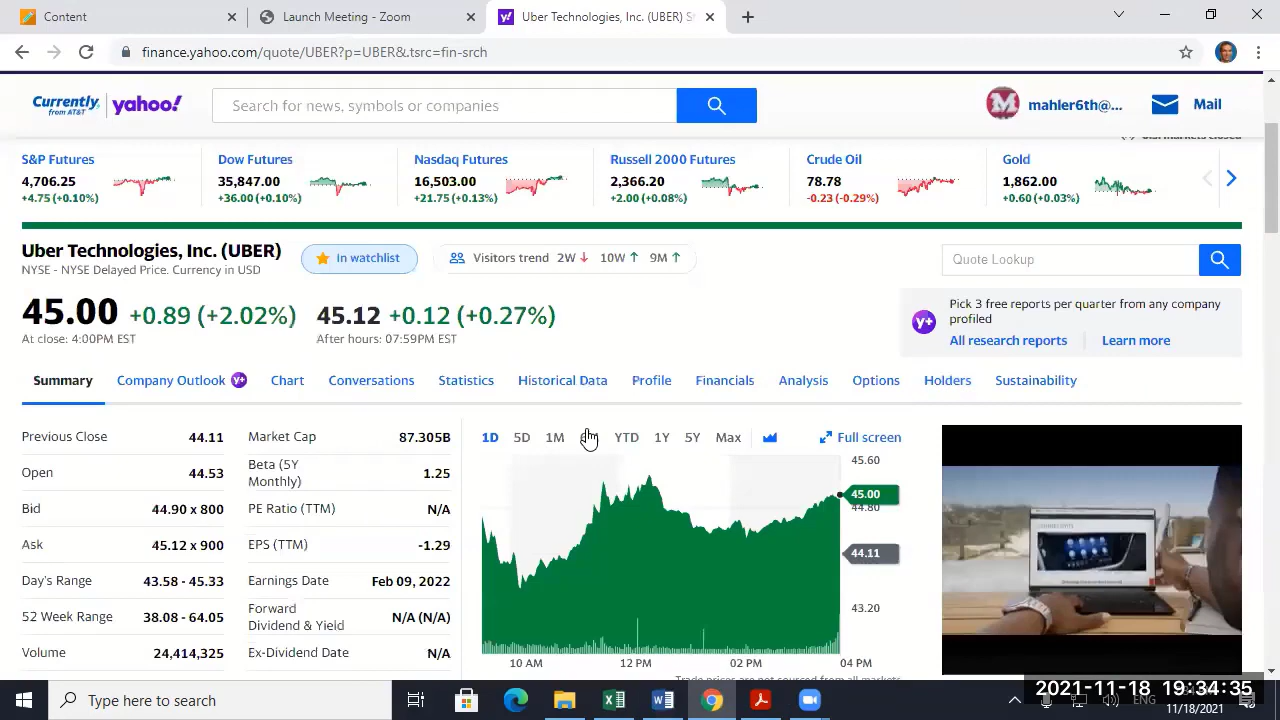 Content
Launch Meeting - Zoom
Uber Technologies, Inc. (UBER) S
finance.yahoo.com/quote/UBER?p=UBER&.tsrc=fin-srch
Currently,
from AT&T
yahoo!
Search for news, symbols or companies
M
mahler6th@...
Mail
S&P Futures
4,706.25
+4.75 (+0.10%)
Dow Futures
35,847.00
+36.00 (+0.10%)
Nasdaq Futures
16,503.00
+21.75 (+0.13%)
Russell 2000 Futures
2,366.20
+2.00 (+0.08%)
Crude Oil
78.78
-0.23 (-0.29%)
Gold
1,862.00
+0.60 (+0.03%)
Uber Technologies, Inc. (UBER)
NYSE - NYSE Delayed Price. Currency in USD
In watchlist
Visitors trend 2W↓ 10W↑ 9M↑
Quote Lookup
45.00 +0.89 (+2.02%)
At close: 4:00PM EST
45.12 +0.12 (+0.27%)
After hours: 07:59PM EST
Y+
Pick 3 free reports per quarter from any company
profiled
All research reports
Learn more
Summary
Company Outlook
Chart
Conversations
Statistics
Historical Data
Profile
Financials
Analysis
Options
Holders
Sustainability
Previous Close 44.11
Open 44.53
Bid 44.90 x 800
Ask 45.12 x 900
Day's Range 43.58 - 45.33
52 Week Range 38.08 - 64.05
Volume 24,414,325
Market Cap 87.305B
Beta (5Y
Monthly) 1.25
PE Ratio (TTM) N/A
EPS (TTM) -1.29
Earnings Date Feb 09, 2022
Forward
Dividend & Yield N/A (N/A)
Ex-Dividend Date N/A
1D 5D 1M YTD 1Y 5Y Max
Full screen
45.60
45.00
44.80
44.11
43.20
10 AM 12 PM 02 PM 04 PM
Trade prices are not sourced from all markets
Type here to search
2021-11-18 19:34:35
ENG
11/18/2021